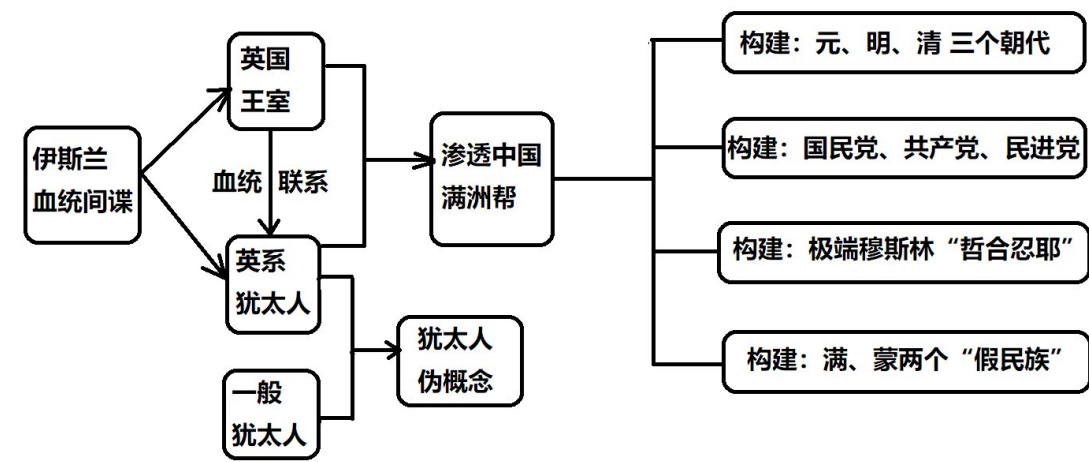 伊斯兰
血统间谍
英国
王室
血统 联系
英系
犹太人
一般
犹太人
犹太人
伪概念
渗透中国
满洲帮
构建：元、明、清 三个朝代
构建：国民党、共产党、民进党
构建：极端穆斯林“哲合忍耶”
构建：满、蒙两个“假民族”